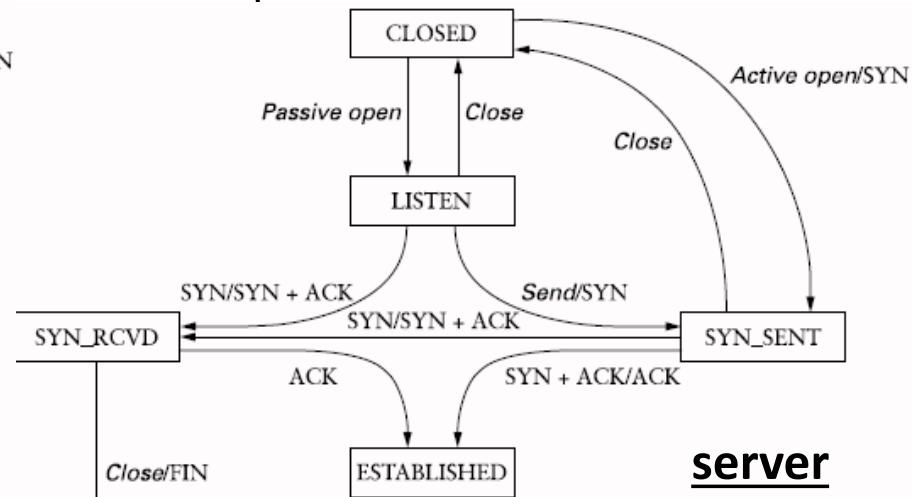 CLOSED
N
Active open/SYN
Passive open
Close
Close
LISTEN
SYN/SYN + ACK
Send/SYN
SYN/SYN + ACK
SYN_RCVD
SYN_SENT
ACK
SYN + ACK/ACK
Close/FIN
ESTABLISHED
server